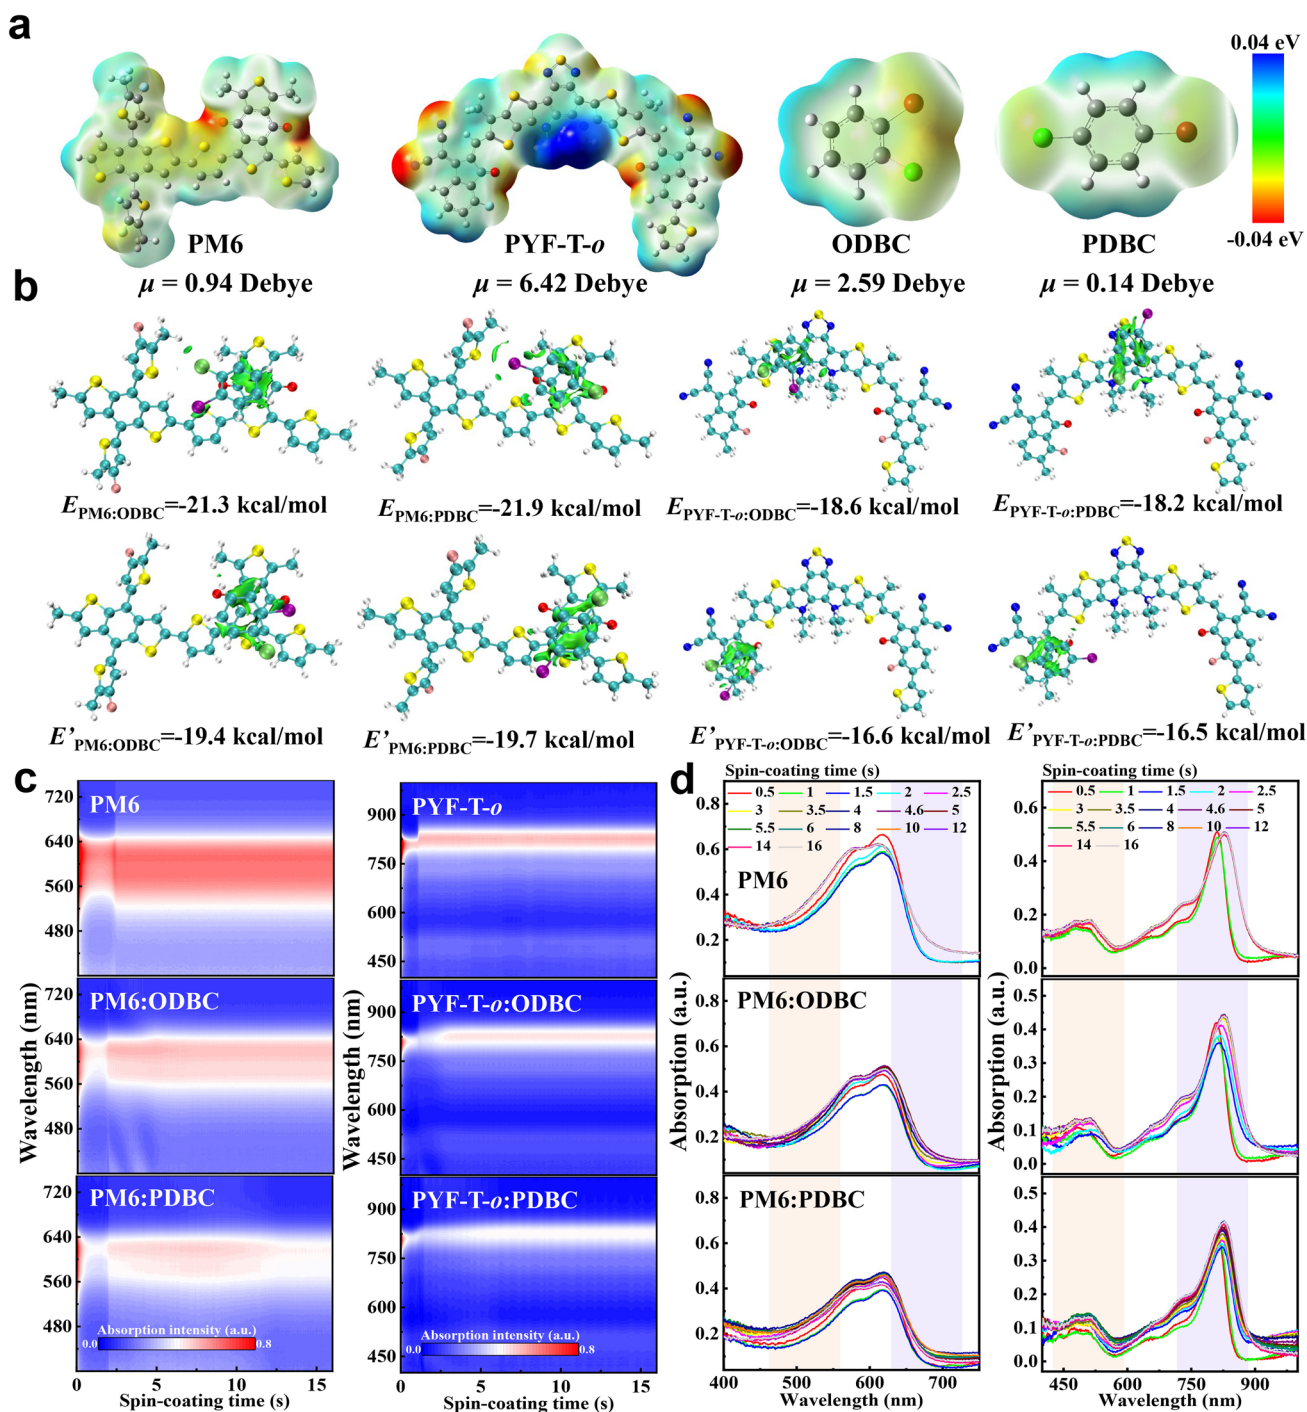 a
0.04 eV
-0.04 eV
PM6
PYF-T-o
ODBC
PDBC
μ = 0.94 Debye
μ = 6.42 Debye
μ = 2.59 Debye
μ = 0.14 Debye
b
E PM6:ODBC=-21.3 kcal/mol
E PM6:PDBC=-21.9 kcal/mol
E PYF-T-o:ODBC=-18.6 kcal/mol
E PYF-T-o:PDBC=-18.2 kcal/mol
E' PM6:ODBC=-19.4 kcal/mol
E' PM6:PDBC=-19.7 kcal/mol
E' PYF-T-o:ODBC=-16.6 kcal/mol
E' PYF-T-o:PDBC=-16.5 kcal/mol
c
PM6
720
640
560
480
PM6:ODBC
720
640
560
480
PM6:PDBC
720
640
560
480
Wavelength (nm)
Absorption intensity (a.u.)
0.0
0.8
0 5 10 15
Spin-coating time (s)
PYF-T-o
900
750
600
450
PYF-T-o:ODBC
900
750
600
450
PYF-T-o:PDBC
900
750
600
450
Wavelength (nm)
Absorption intensity (a.u.)
0.0
0.8
0 5 10 15
Spin-coating time (s)
d
Spin-coating time (s)
0.5 1 1.5 2 2.5
3 3.5 4 4.6 5
5.5 6 8 10 12
14 16
PM6
0.8
0.6
0.4
0.2
PM6:ODBC
0.8
0.6
0.4
0.2
PM6:PDBC
0.8
0.6
0.4
0.2
Absorption (a.u.)
400 500 600 700
Wavelength (nm)
Spin-coating time (s)
0.5 1 1.5 2 2.5
3 3.5 4 4.6 5
5.5 6 8 10 12
14 16
0.6
0.4
0.2
0.0
0.5
0.4
0.3
0.2
0.1
0.0
0.5
0.4
0.3
0.2
0.1
0.0
Absorption (a.u.)
450 600 750 900
Wavelength (nm)